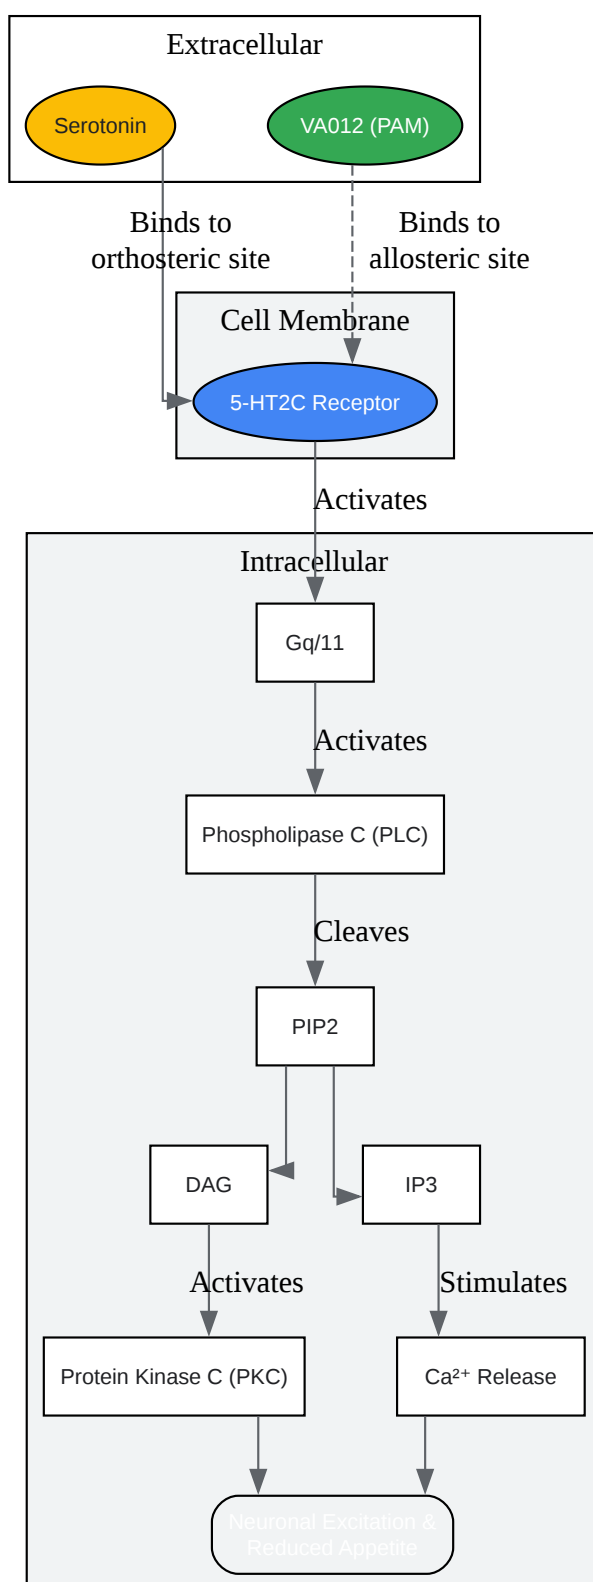 Extracellular
Serotonin
VA012 (PAM)
Binds to
orthosteric site
Binds to
allosteric site
Cell Membrane
5-HT2C Receptor
Activates
Intracellular
Gq/11
Activates
Phospholipase C (PLC)
Cleaves
PIP2
DAG
IP3
Activates
Stimulates
Protein Kinase C (PKC)
Ca²⁺ Release
Neuronal Excitation &
Reduced Appetite